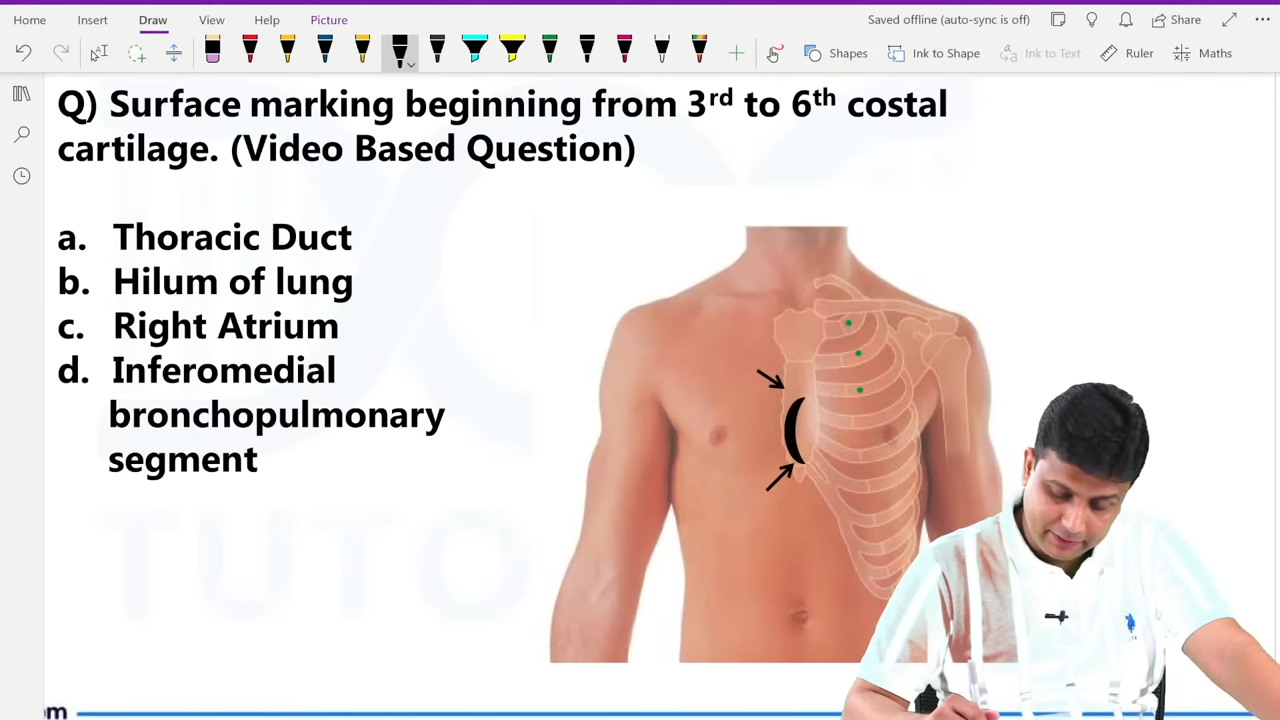 Home Insert Draw View Help Picture Saved offline (auto-sync is off) Share
Shapes Ink to Shape Ink to Text Ruler Maths
Q) Surface marking beginning from 3rd to 6th costal
cartilage. (Video Based Question)
a. Thoracic Duct
b. Hilum of lung
c. Right Atrium
d. Inferomedial
bronchopulmonary
segment
TUTO
om